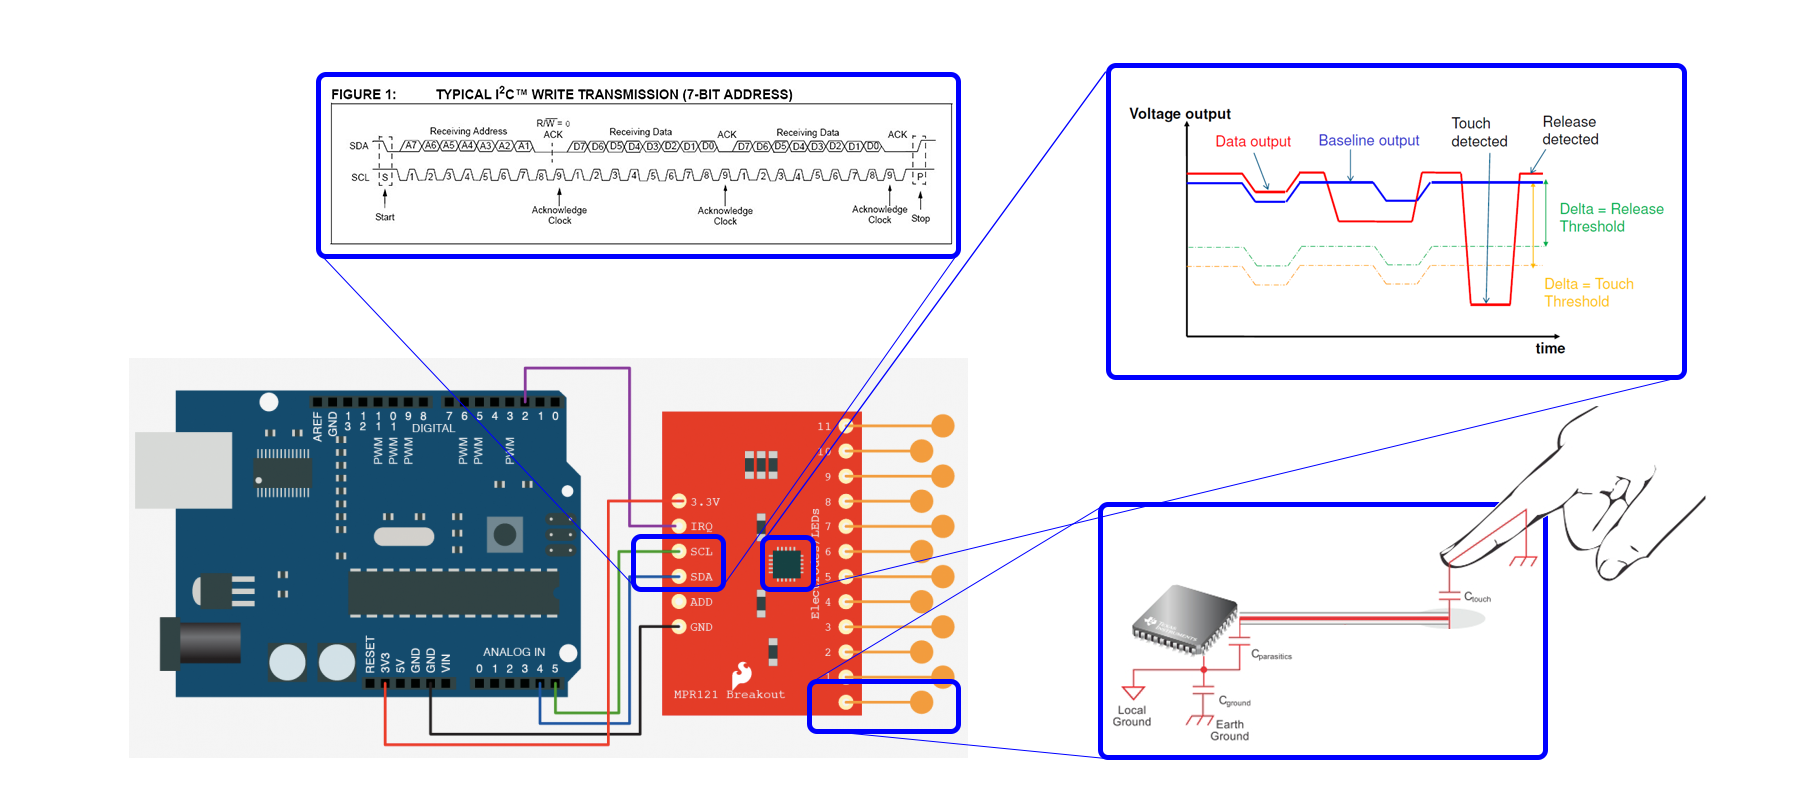 FIGURE 1: TYPICAL I2C™ WRITE TRANSMISSION (7-BIT ADDRESS)
R/W = 0
Receiving Address ACK Receiving Data ACK Receiving Data ACK
SDA A7 A6 A5 A4 A3 A2 A1 D7 D6 D5 D4 D3 D2 D1 D0 D7 D6 D5 D4 D3 D2 D1 D0
SCL S 1 2 3 4 5 6 7 8 9 1 2 3 4 5 6 7 8 9 1 2 3 4 5 6 7 8 9 P
Start
Acknowledge
Clock
Acknowledge
Clock
Acknowledge
Clock
Stop
Voltage output
Data output
Baseline output
Touch
detected
Release
detected
Delta = Release
Threshold
Delta = Touch
Threshold
time
AREF
GND
13
12
11
10
9
8
7 6 5 4 3 2 1 0
DIGITAL
PWM
PWM
PWM
PWM
PWM
PWM
RESET
3V3
5V
GND
GND
VIN
ANALOG IN
0 1 2 3 4 5
3.3V
IRQ
SCL
SDA
ADD
GND
MPR121 Breakout
Electrodes/LEDs
11
10
9
8
7
6
5
4
3
2
1
Ctouch
Cparasitics
Cground
Local
Ground
Earth
Ground
TEXAS
INSTRUMENTS